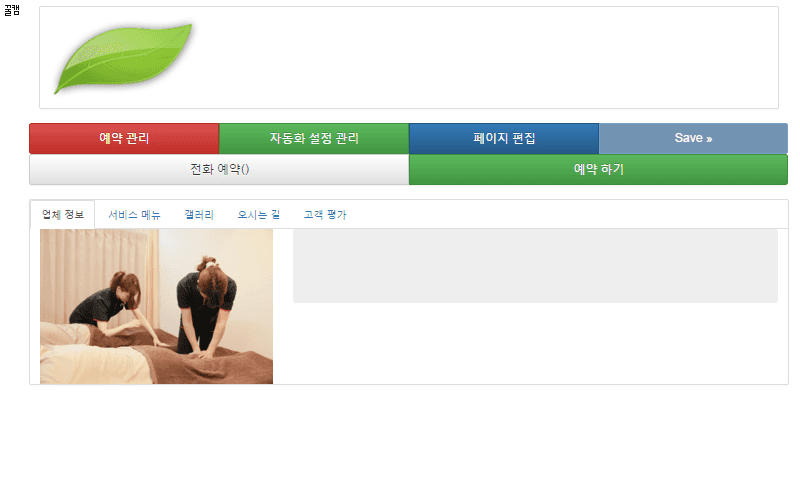 꿀캠
예약 관리 자동화 설정 관리 페이지 편집 Save »
전화 예약() 예약 하기
업체 정보 서비스 메뉴 갤러리 오시는 길 고객 평가